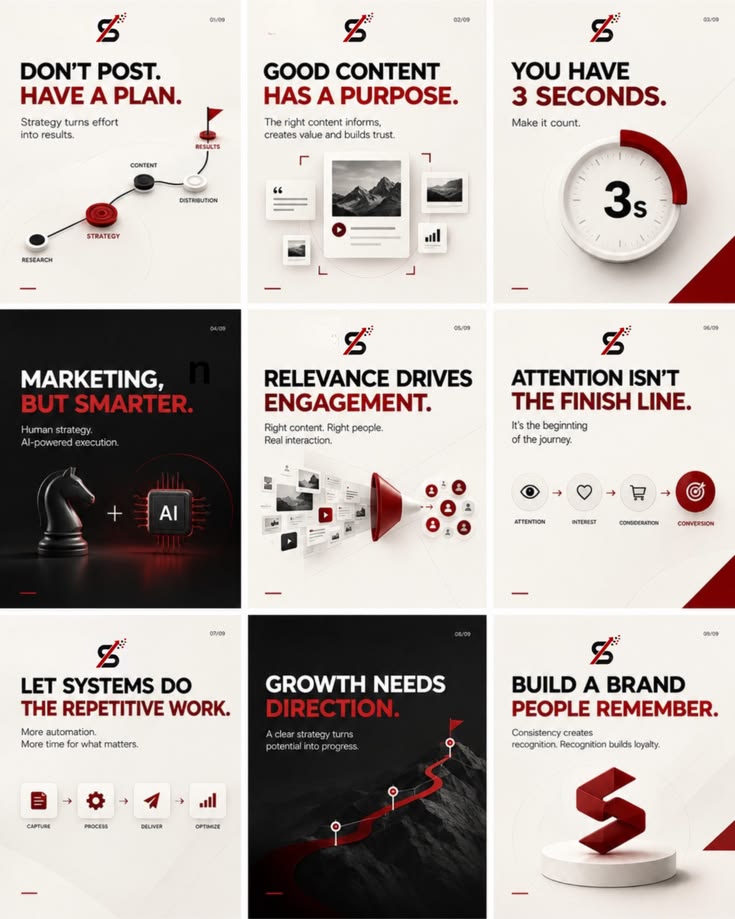 01/09
DON'T POST.
HAVE A PLAN.
Strategy turns effort
into results.
RESULTS
CONTENT
DISTRIBUTION
STRATEGY
RESEARCH
02/09
GOOD CONTENT
HAS A PURPOSE.
The right content informs,
creates value and builds trust.
03/09
YOU HAVE
3 SECONDS.
Make it count.
3s
04/09
n
MARKETING,
BUT SMARTER.
Human strategy.
AI-powered execution.
+
AI
05/09
RELEVANCE DRIVES
ENGAGEMENT.
Right content. Right people.
Real interaction.
06/09
ATTENTION ISN'T
THE FINISH LINE.
It's the beginning
of the journey.
ATTENTION
INTEREST
CONSIDERATION
CONVERSION
07/09
LET SYSTEMS DO
THE REPETITIVE WORK.
More automation.
More time for what matters.
CAPTURE
PROCESS
DELIVER
OPTIMIZE
08/09
GROWTH NEEDS
DIRECTION.
A clear strategy turns
potential into progress.
09/09
BUILD A BRAND
PEOPLE REMEMBER.
Consistency creates
recognition. Recognition builds loyalty.